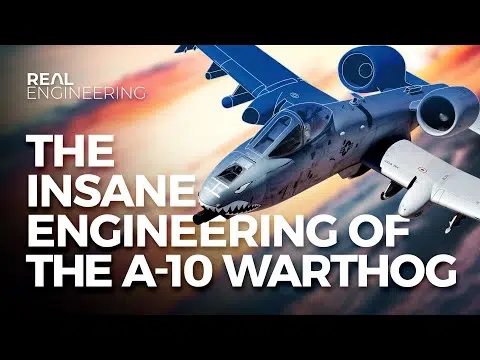 REAL
ENGINEERING
THE
INSANE
ENGINEERING OF
THE A-10 WARTHOG